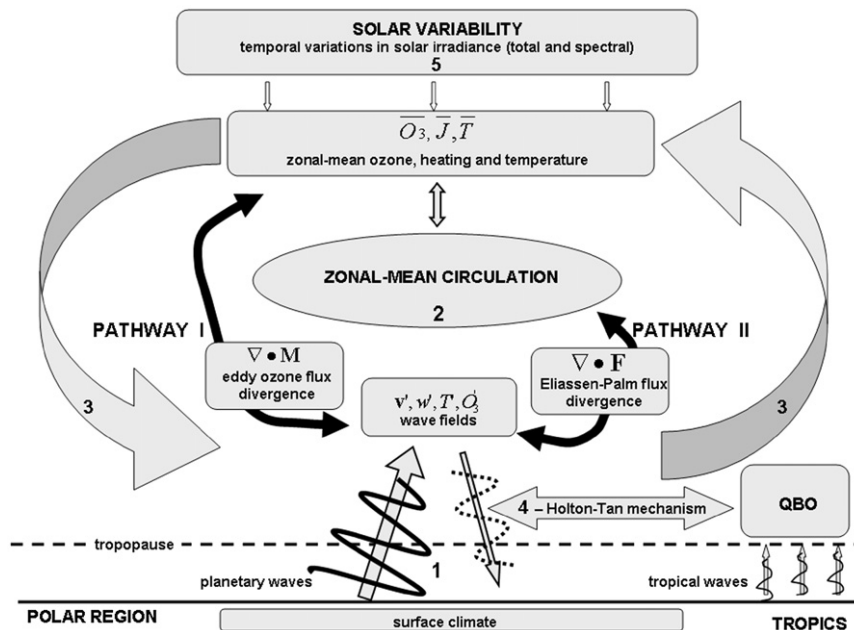 SOLAR VARIABILITY
temporal variations in solar irradiance (total and spectral)
5
O̅₃, J̅, T̅
zonal-mean ozone, heating and temperature
ZONAL-MEAN CIRCULATION
2
PATHWAY I
PATHWAY II
∇ • M
eddy ozone flux
divergence
∇ • F
Eliassen-Palm flux
divergence
3
3
v', w', T', O₃'
wave fields
4 – Holton-Tan mechanism
QBO
tropopause
planetary waves
1
tropical waves
POLAR REGION
surface climate
TROPICS